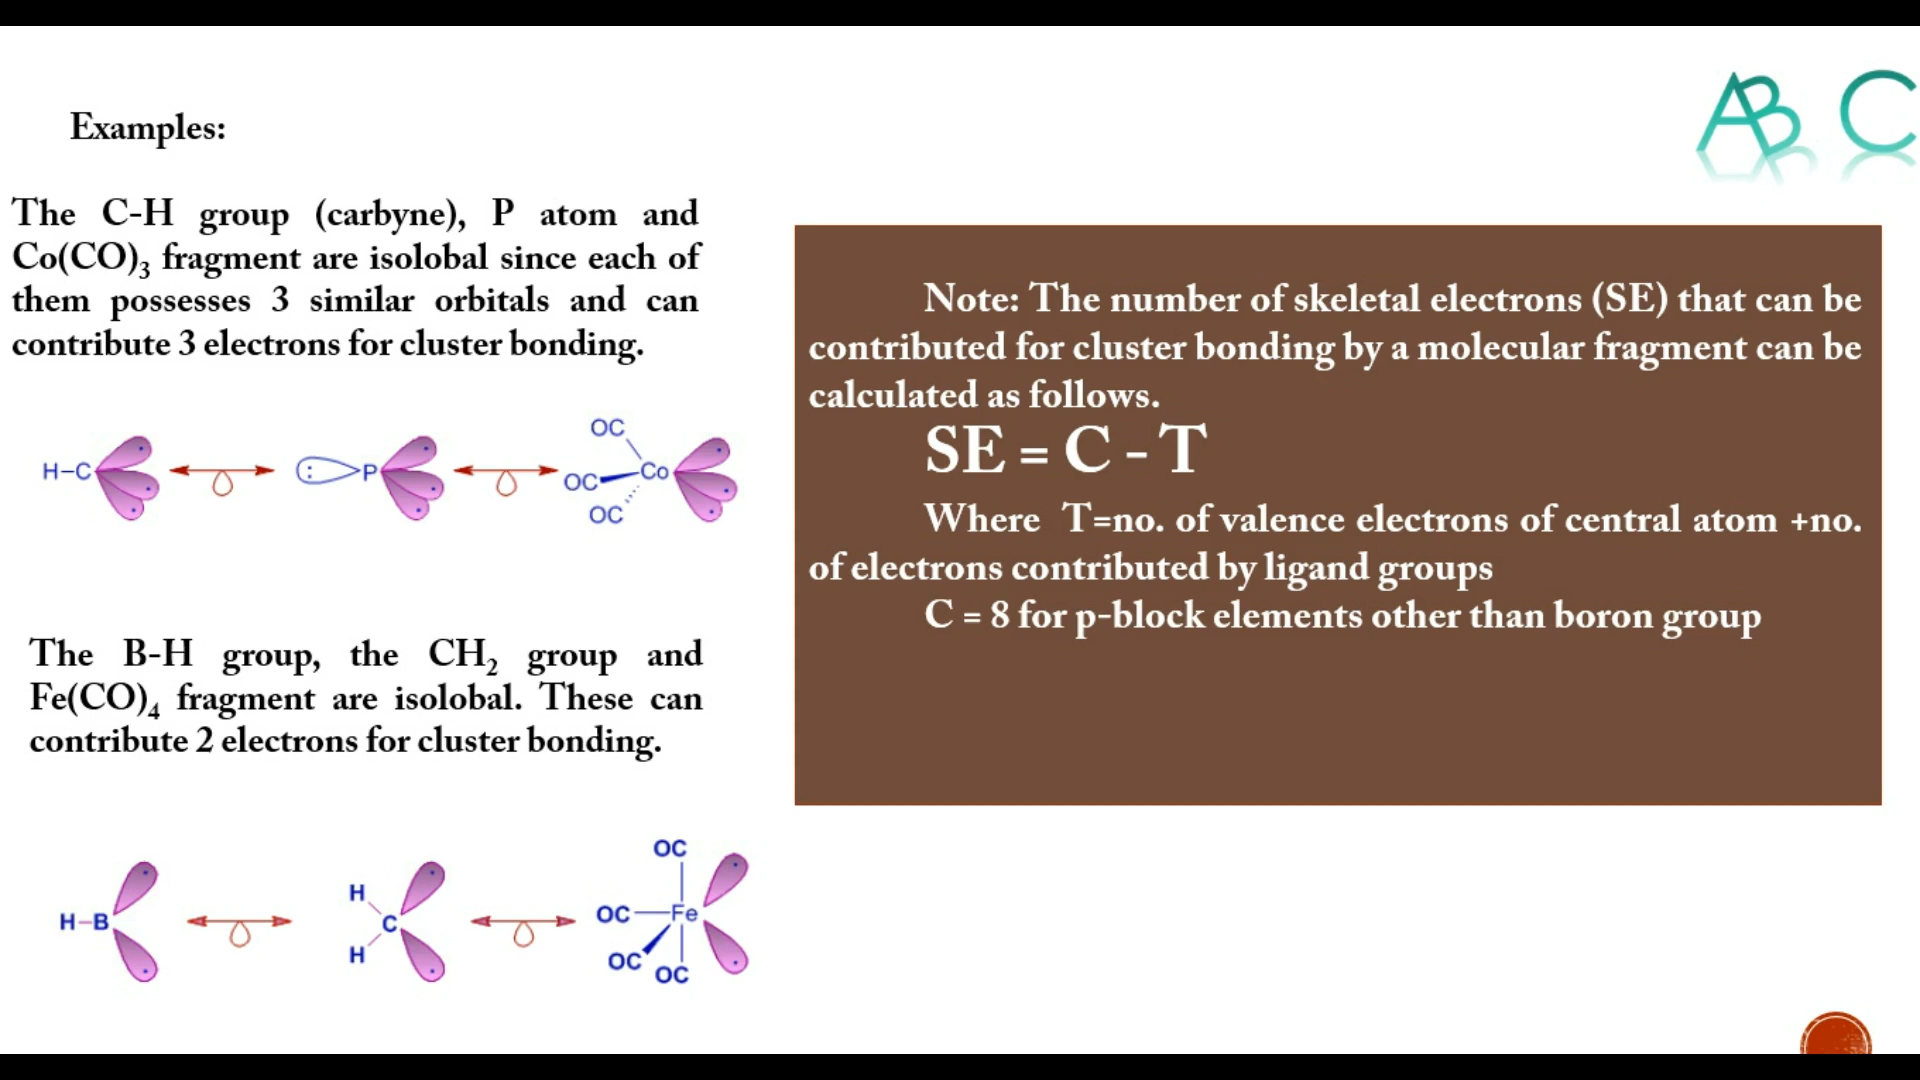 AB C
Examples:
The C-H group (carbyne), P atom and
Co(CO)₃ fragment are isolobal since each of
them possesses 3 similar orbitals and can
contribute 3 electrons for cluster bonding.
H-C P OC OC OC Co
The B-H group, the CH₂ group and
Fe(CO)₄ fragment are isolobal. These can
contribute 2 electrons for cluster bonding.
H-B H C H OC OC Fe OC OC
Note: The number of skeletal electrons (SE) that can be
contributed for cluster bonding by a molecular fragment can be
calculated as follows.
SE = C - T
Where T=no. of valence electrons of central atom +no.
of electrons contributed by ligand groups
C = 8 for p-block elements other than boron group